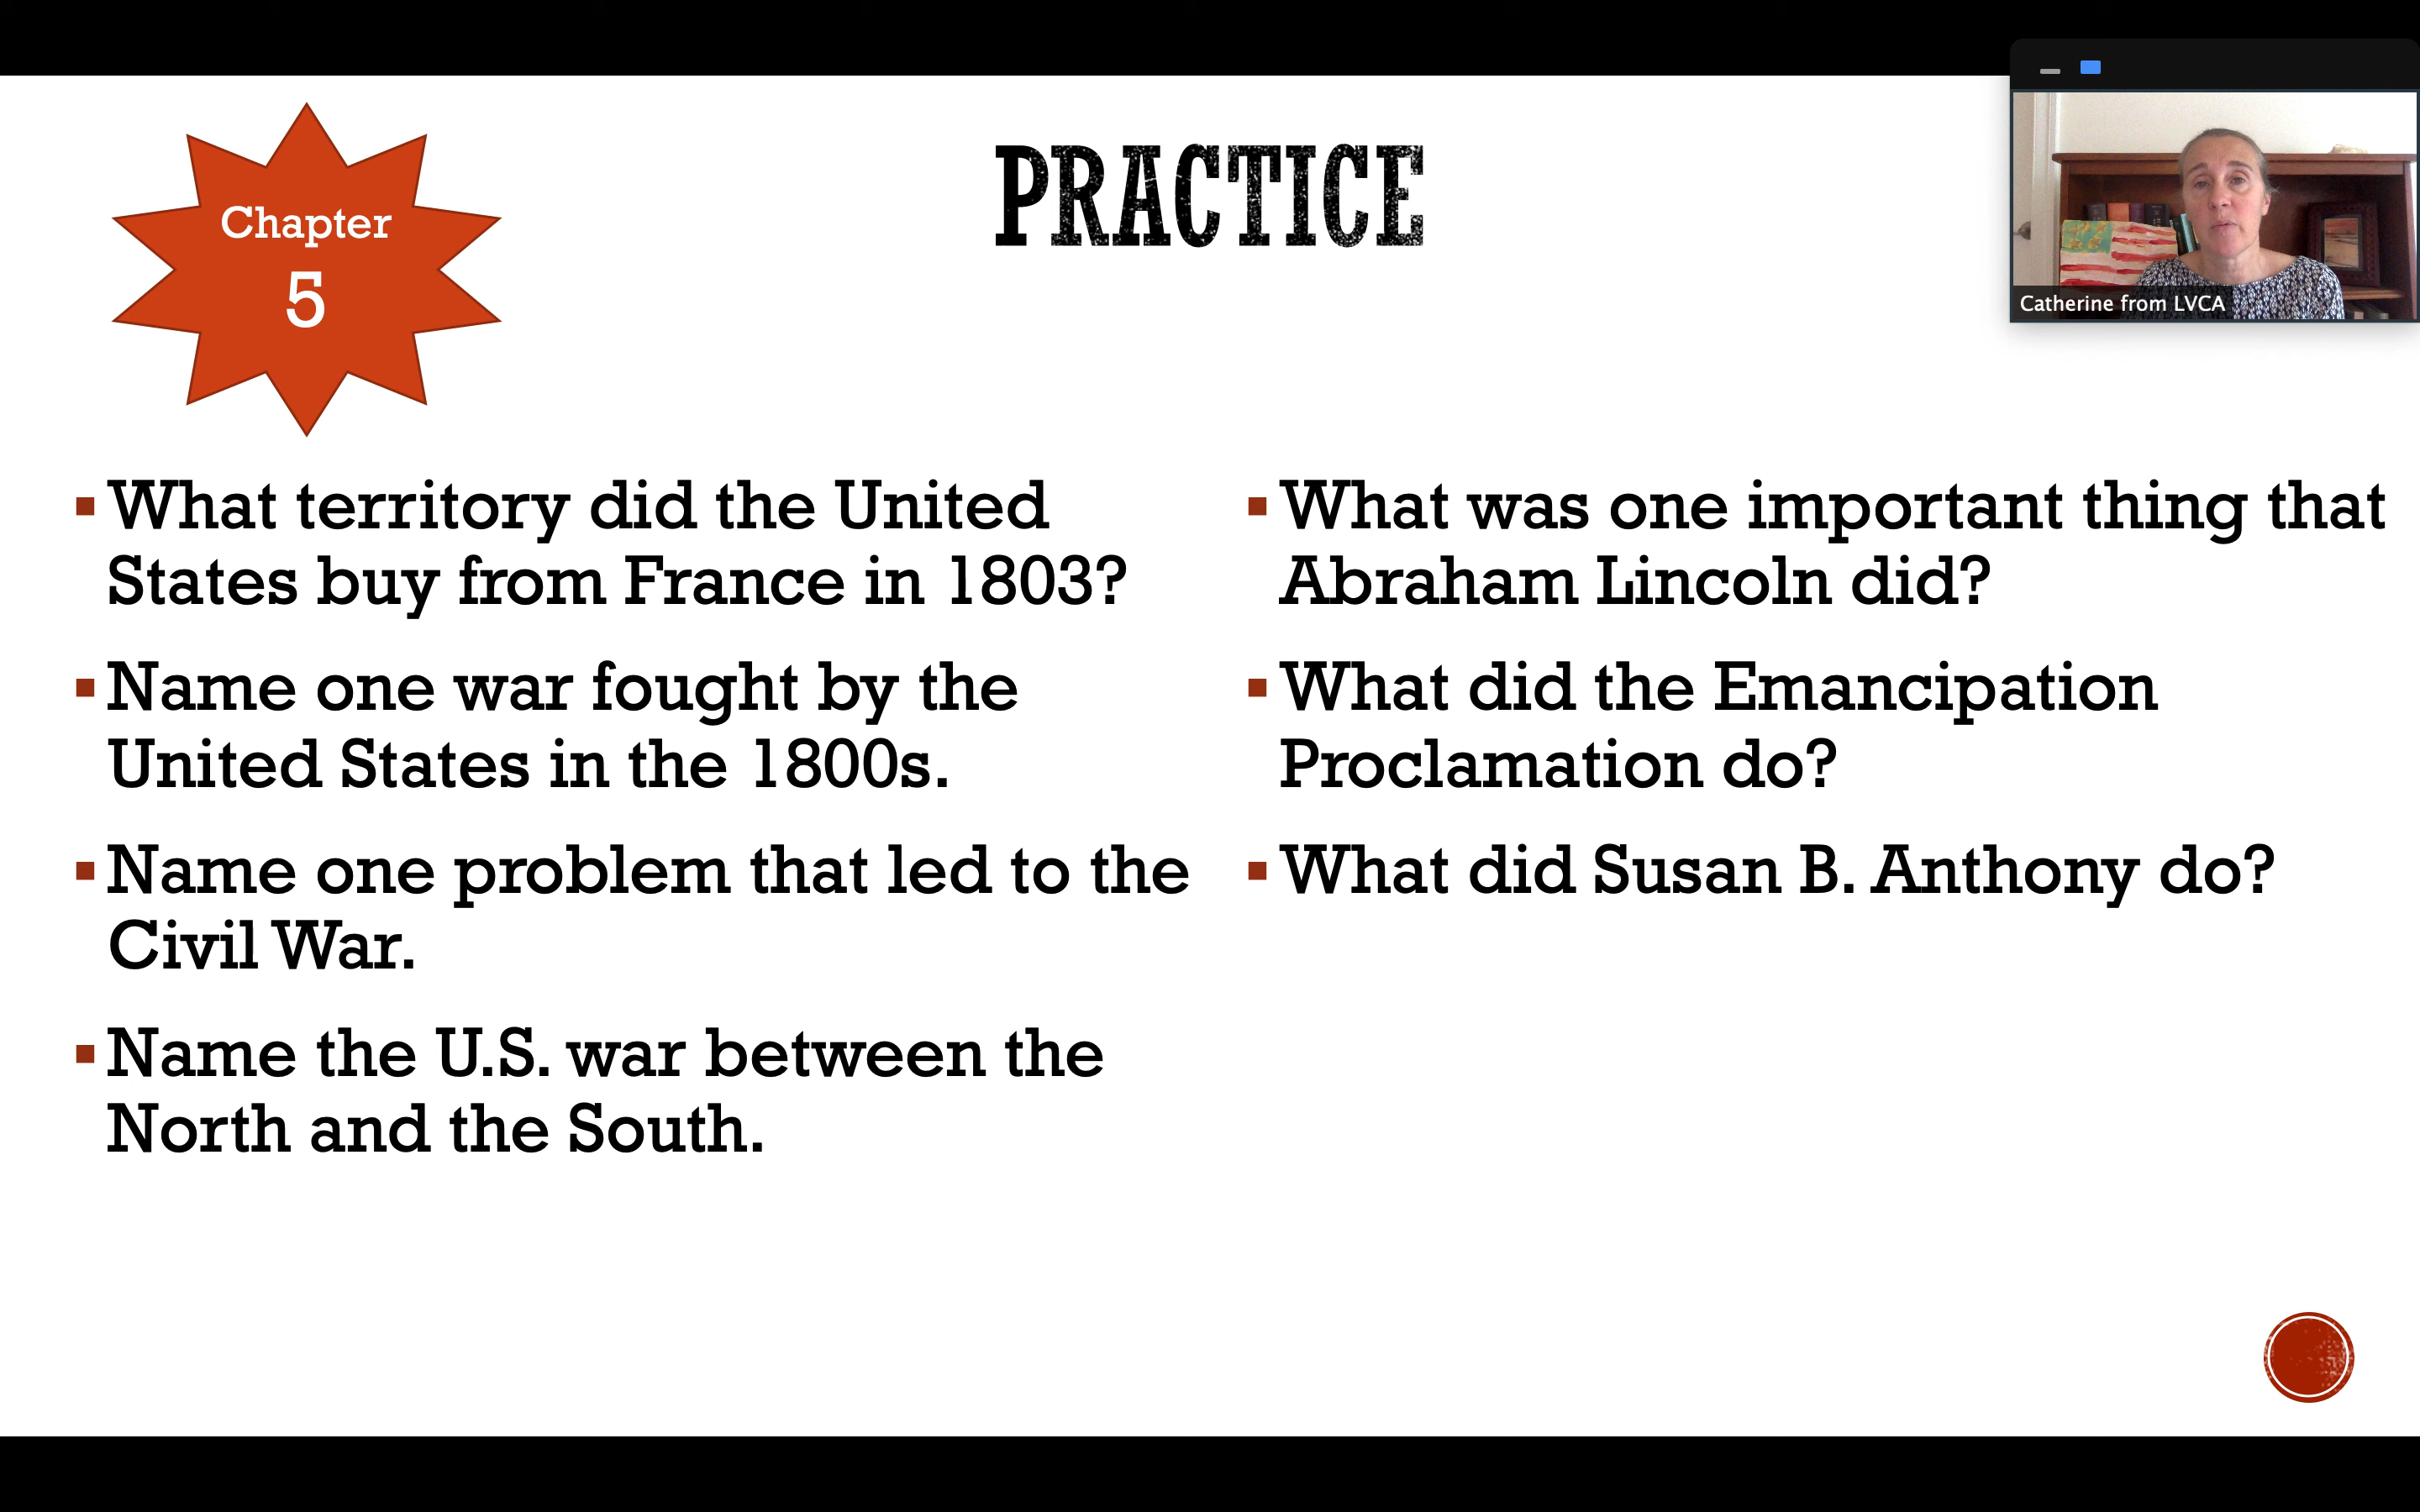 Chapter
5
PRACTICE
Catherine from LVCA
▪What territory did the United
States buy from France in 1803?
▪Name one war fought by the
United States in the 1800s.
▪Name one problem that led to the
Civil War.
▪Name the U.S. war between the
North and the South.
▪What was one important thing that
Abraham Lincoln did?
▪What did the Emancipation
Proclamation do?
▪What did Susan B. Anthony do?